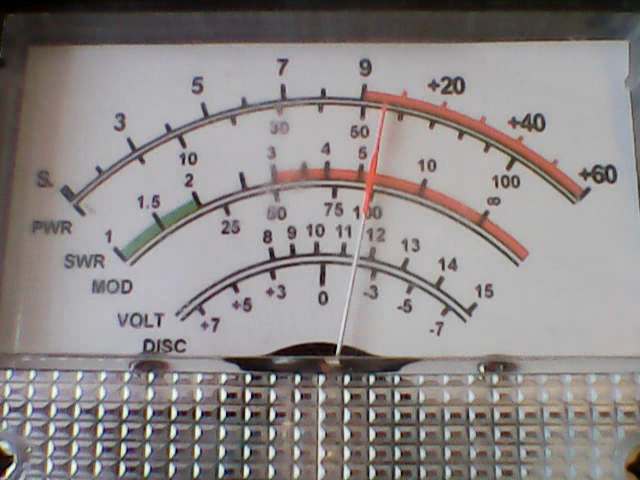 S. 3 5 7 9 +20 +40 +60
PWR 10 30 50 100
SWR 1 1.5 2 3 4 5 10 ∞
MOD 25 50 75 100
VOLT 8 9 10 11 12 13 14 15
DISC +7 +5 +3 0 -3 -5 -7